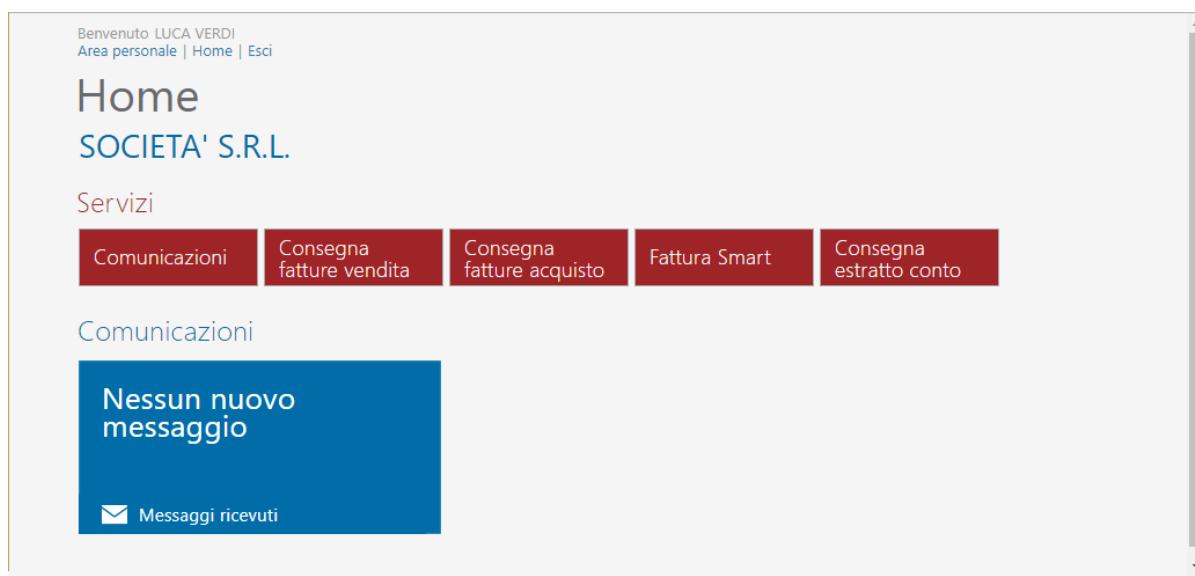 Benvenuto LUCA VERDI
Area personale | Home | Esci
Home
SOCIETA' S.R.L.
Servizi
Comunicazioni
Consegna
fatture vendita
Consegna
fatture acquisto
Fattura Smart
Consegna
estratto conto
Comunicazioni
Nessun nuovo
messaggio
Messaggi ricevuti